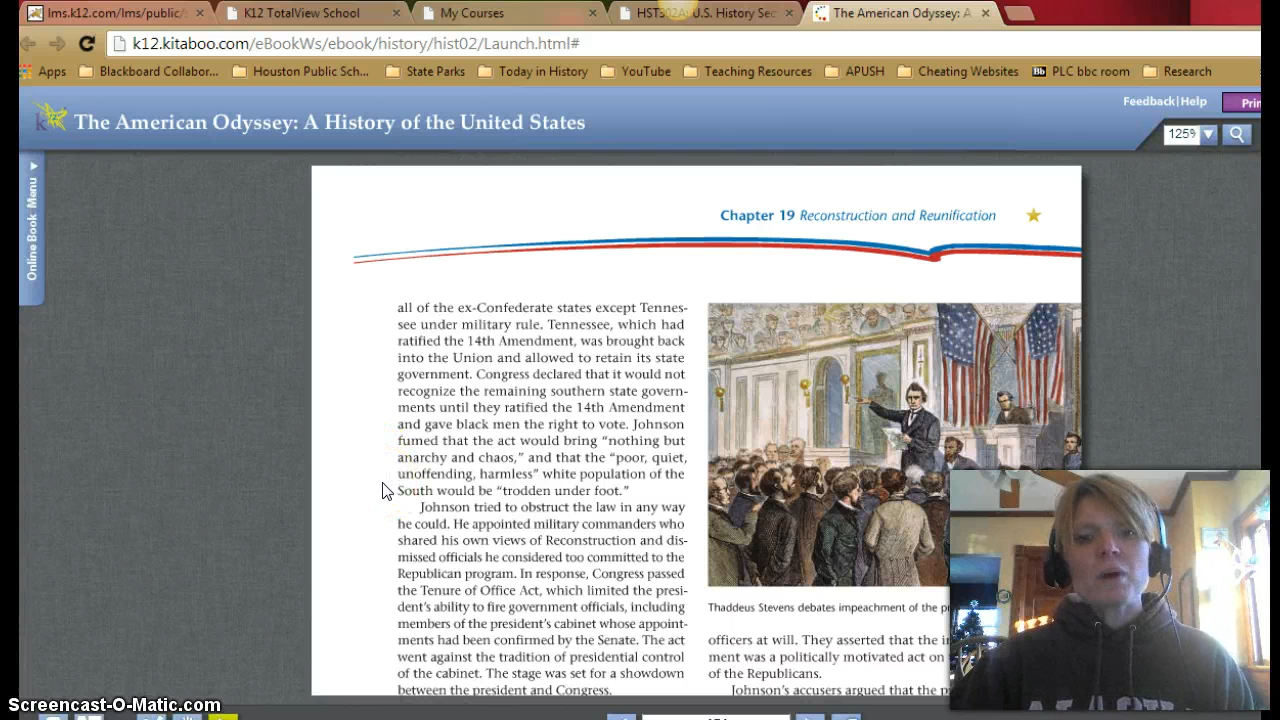 lms.k12.com/lms/public/
K12 TotalView School
My Courses
U.S. History Sec
The American Odyssey: A
k12.kitaboo.com/eBookWs/ebook/history/hist02/Launch.html#
Apps
Blackboard Collabor...
Houston Public Sch...
State Parks
Today in History
YouTube
Teaching Resources
APUSH
Cheating Websites
Bb
PLC bbc room
Research
Feedback|Help
The American Odyssey: A History of the United States
Prin
125%
Online Book Menu
Chapter 19 Reconstruction and Reunification
all of the ex-Confederate states except Tennes-
see under military rule. Tennessee, which had
ratified the 14th Amendment, was brought back
into the Union and allowed to retain its state
government. Congress declared that it would not
recognize the remaining southern state govern-
ments until they ratified the 14th Amendment
and gave black men the right to vote. Johnson
fumed that the act would bring “nothing but
anarchy and chaos,” and that the “poor, quiet,
unoffending, harmless” white population of the
South would be “trodden under foot.”
Johnson tried to obstruct the law in any way
he could. He appointed military commanders who
shared his own views of Reconstruction and dis-
missed officials he considered too committed to the
Republican program. In response, Congress passed
the Tenure of Office Act, which limited the presi-
dent’s ability to fire government officials, including
members of the president’s cabinet whose appoint-
ments had been confirmed by the Senate. The act
went against the tradition of presidential control
of the cabinet. The stage was set for a showdown
between the president and Congress.
Thaddeus Stevens debates impeachment of the
officers at will. They asserted that the
ment was a politically motivated act on
of the Republicans.
Johnson’s accusers argued that the
Screencast-O-Matic.com